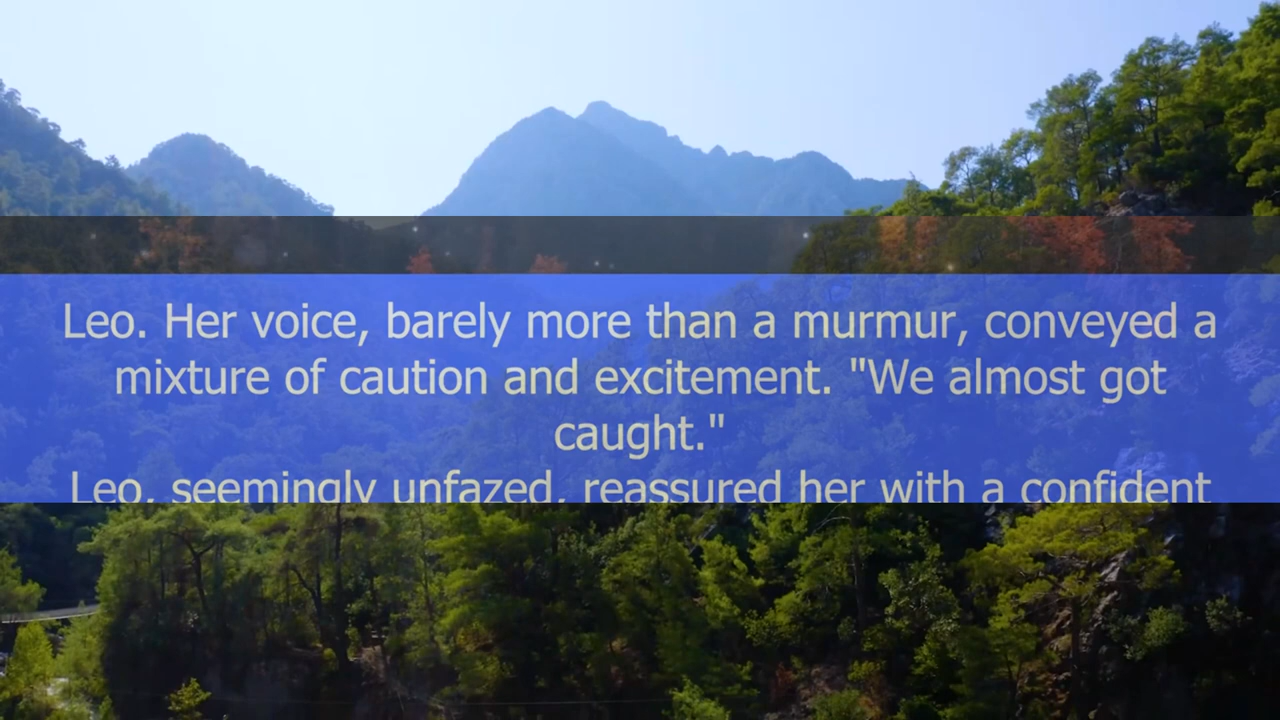 Leo. Her voice, barely more than a murmur, conveyed a
mixture of caution and excitement. "We almost got
caught."
Leo, seemingly unfazed, reassured her with a confident